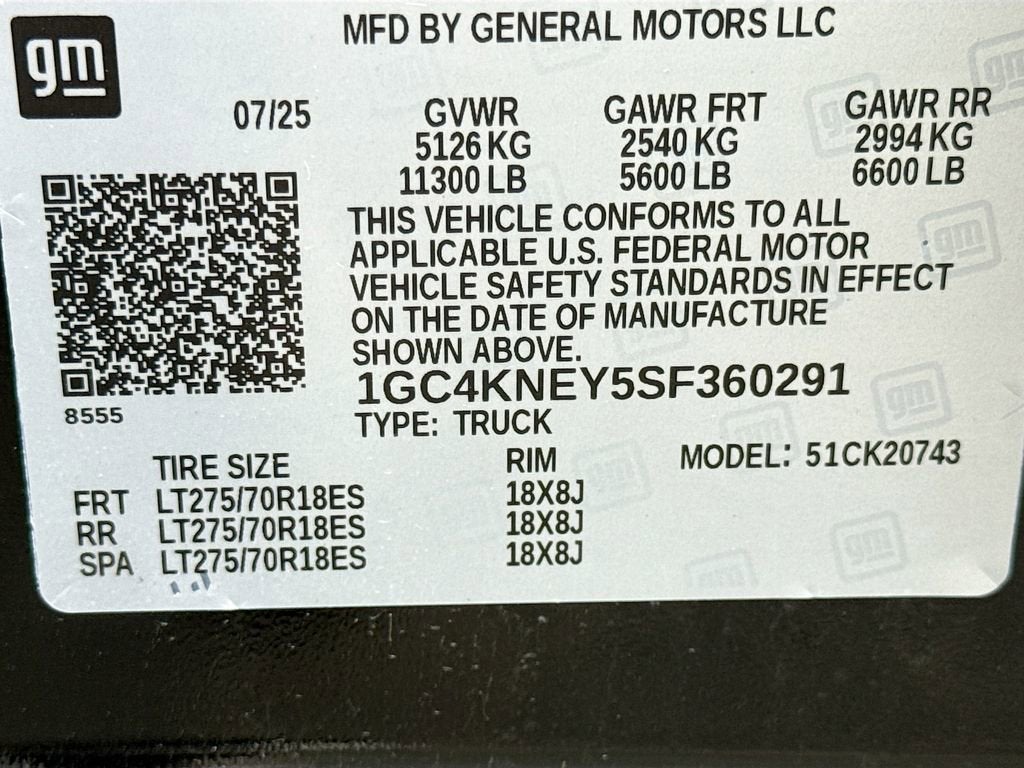 gm
MFD BY GENERAL MOTORS LLC
07/25 GVWR GAWR FRT GAWR RR
5126 KG 2540 KG 2994 KG
11300 LB 5600 LB 6600 LB
THIS VEHICLE CONFORMS TO ALL
APPLICABLE U.S. FEDERAL MOTOR
VEHICLE SAFETY STANDARDS IN EFFECT
ON THE DATE OF MANUFACTURE
SHOWN ABOVE.
1GC4KNEY5SF360291
8555
TYPE: TRUCK
TIRE SIZE RIM MODEL: 51CK20743
FRT LT275/70R18ES 18X8J
RR LT275/70R18ES 18X8J
SPA LT275/70R18ES 18X8J